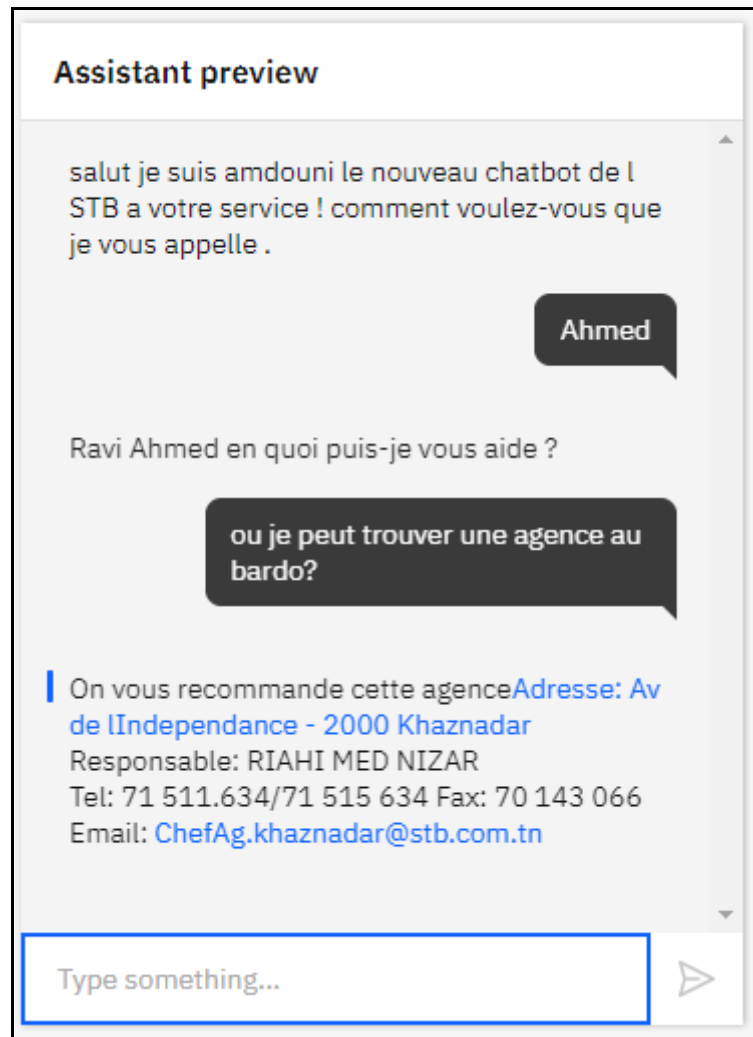 Assistant preview
salut je suis amdouni le nouveau chatbot de l
STB a votre service ! comment voulez-vous que
je vous appelle .
Ahmed
Ravi Ahmed en quoi puis-je vous aide ?
ou je peut trouver une agence au
bardo?
On vous recommande cette agenceAdresse: Av
de lIndependance - 2000 Khaznadar
Responsable: RIAHI MED NIZAR
Tel: 71 511.634/71 515 634 Fax: 70 143 066
Email: ChefAg.khaznadar@stb.com.tn
Type something...